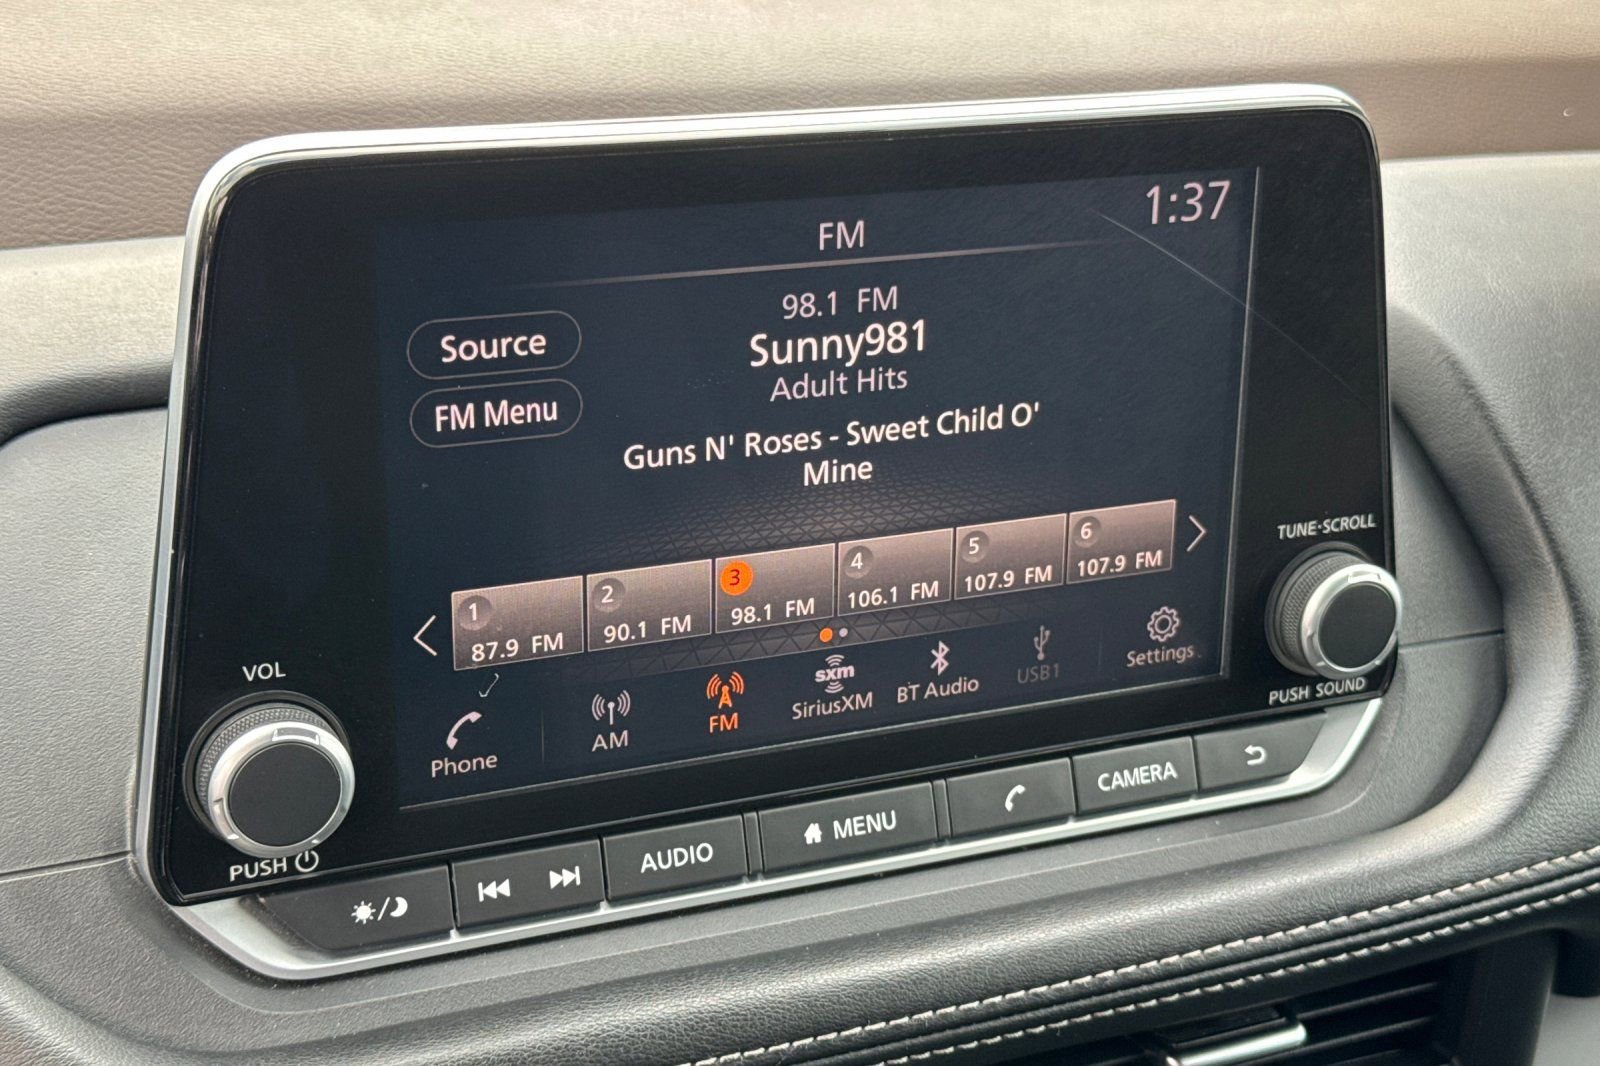 1:37
FM
98.1 FM
Source
Sunny981
Adult Hits
FM Menu
Guns N' Roses - Sweet Child O'
Mine
1
87.9 FM
2
90.1 FM
3
98.1 FM
4
106.1 FM
5
107.9 FM
6
107.9 FM
TUNE·SCROLL
PUSH SOUND
VOL
PUSH
Phone
AM
FM
sxm
SiriusXM
BT Audio
USB1
Settings
AUDIO
MENU
CAMERA